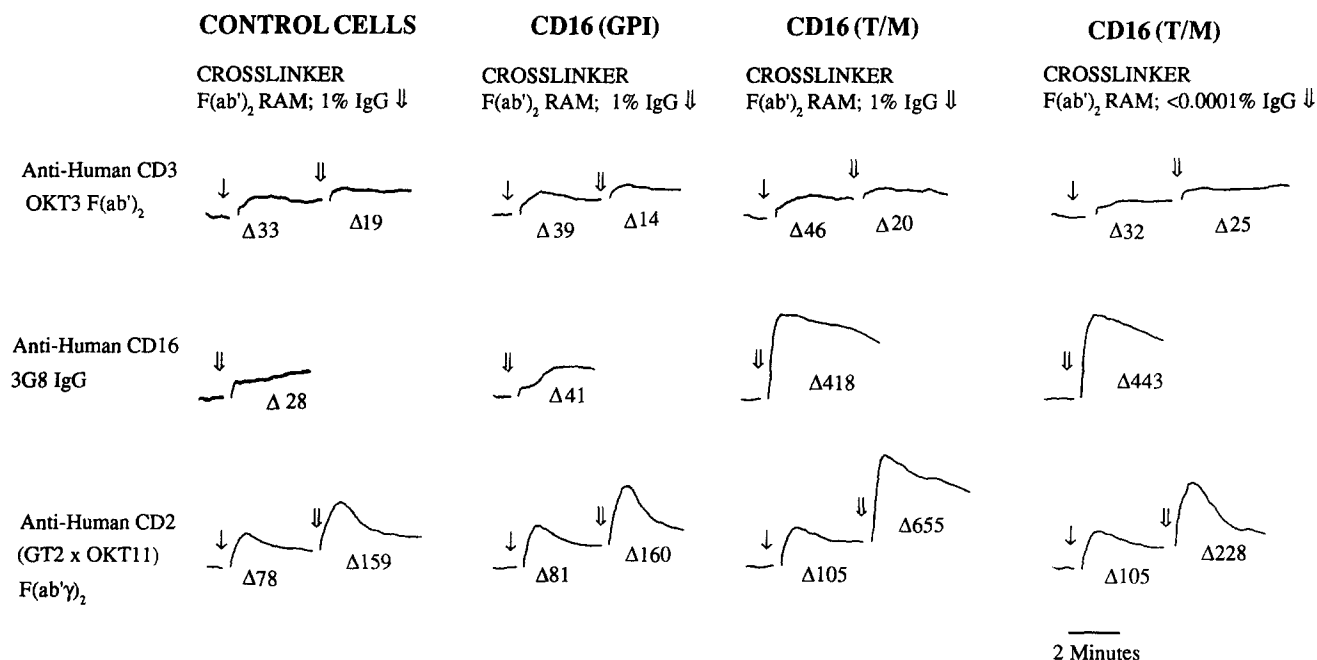 CONTROL CELLS CD16 (GPI) CD16 (T/M) CD16 (T/M)
CROSSLINKER CROSSLINKER CROSSLINKER CROSSLINKER
F(ab')₂ RAM; 1% IgG ⇓ F(ab')₂ RAM; 1% IgG ⇓ F(ab')₂ RAM; 1% IgG ⇓ F(ab')₂ RAM; <0.0001% IgG ⇓
Anti-Human CD3
OKT3 F(ab')₂
Δ33 Δ19 Δ39 Δ14 Δ46 Δ20 Δ32 Δ25
Anti-Human CD16
3G8 IgG
Δ 28 Δ41 Δ418 Δ443
Anti-Human CD2
(GT2 x OKT11)
F(ab'γ)₂
Δ78 Δ159 Δ81 Δ160 Δ105 Δ655 Δ105 Δ228
2 Minutes